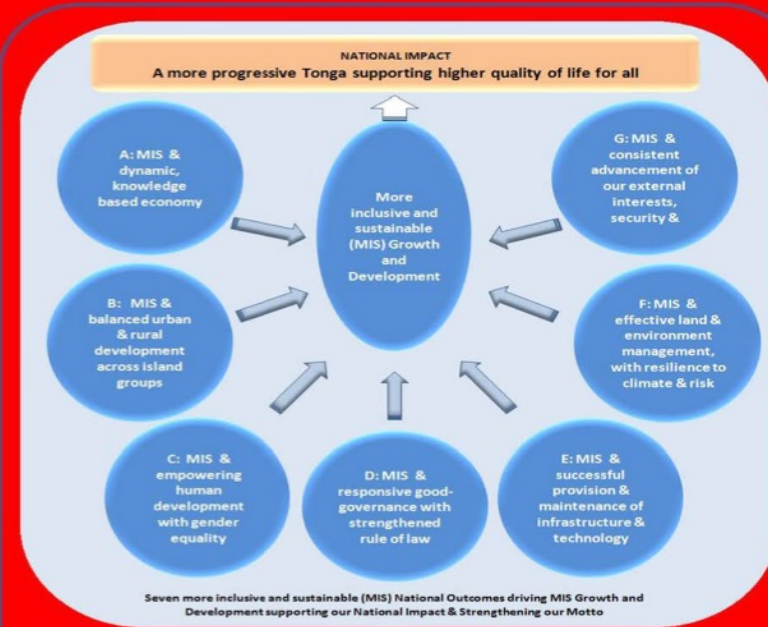 NATIONAL IMPACT
A more progressive Tonga supporting higher quality of life for all
A: MIS &
dynamic,
knowledge
based economy
More
inclusive and
sustainable
(MIS) Growth
and
Development
G: MIS &
consistent
advancement of
our external
interests,
security &
B: MIS &
balanced urban
& rural
development
across island
groups
F: MIS &
effective land &
environment
management,
with resilience to
climate & risk
C: MIS &
empowering
human
development
with gender
equality
D: MIS &
responsive good-
governance with
strengthened
rule of law
E: MIS &
successful
provision &
maintenance of
infrastructure &
technology
Seven more inclusive and sustainable (MIS) National Outcomes driving MIS Growth and
Development supporting our National Impact & Strengthening our Motto